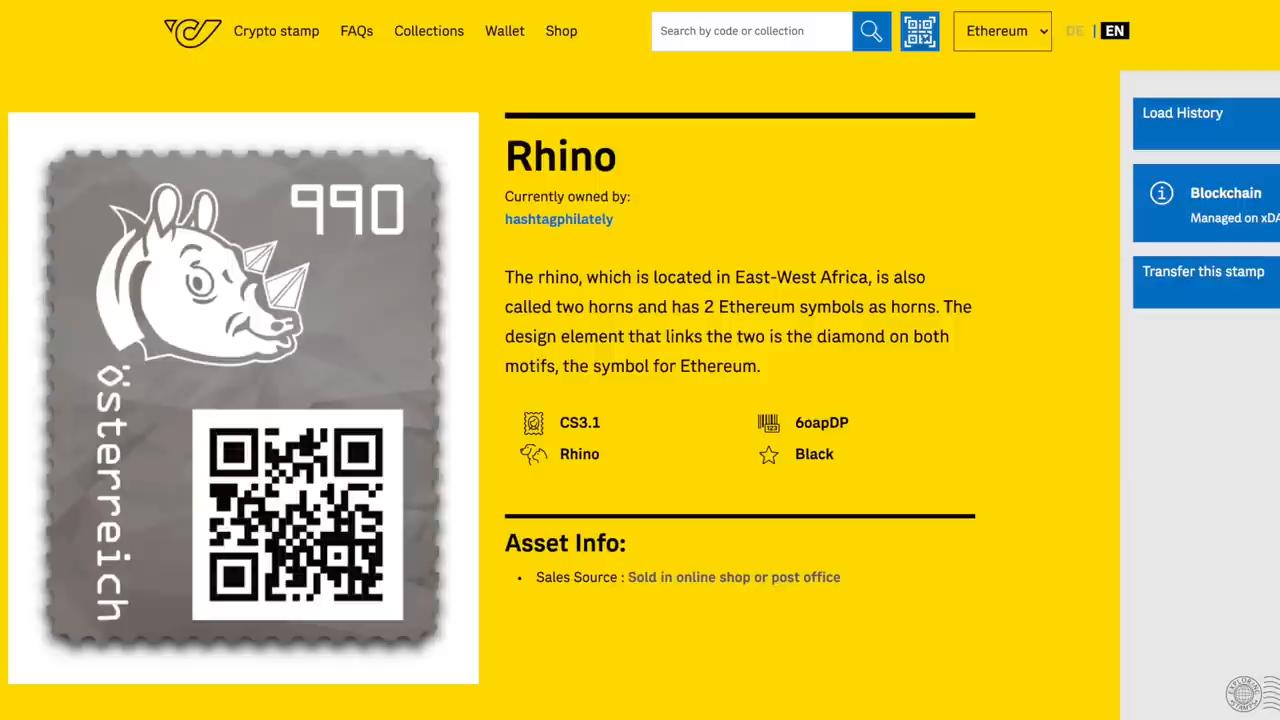 Crypto stamp FAQs Collections Wallet Shop Search by code or collection Ethereum DE | EN
Load History
Blockchain
Managed on xDA
Transfer this stamp
990
österreich
Rhino
Currently owned by:
hashtagphilately
The rhino, which is located in East-West Africa, is also
called two horns and has 2 Ethereum symbols as horns. The
design element that links the two is the diamond on both
motifs, the symbol for Ethereum.
CS3.1 6oapDP
Rhino Black
Asset Info:
• Sales Source : Sold in online shop or post office
EXPLORING
STAMPS